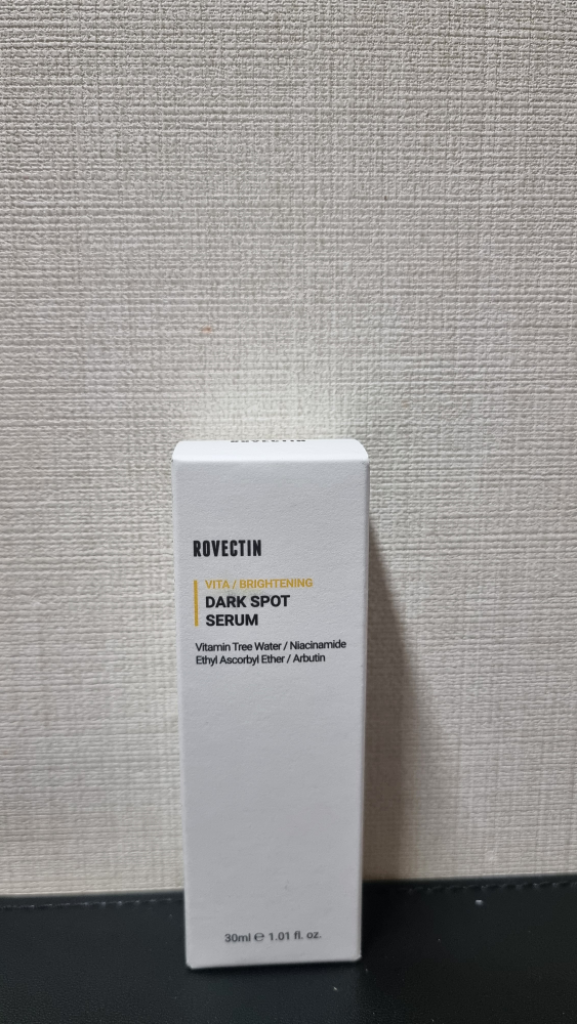 ROVECTIN
VITA / BRIGHTENING
DARK SPOT
SERUM
Vitamin Tree Water / Niacinamide
Ethyl Ascorbyl Ether / Arbutin
30ml ℮ 1.01 fl. oz.